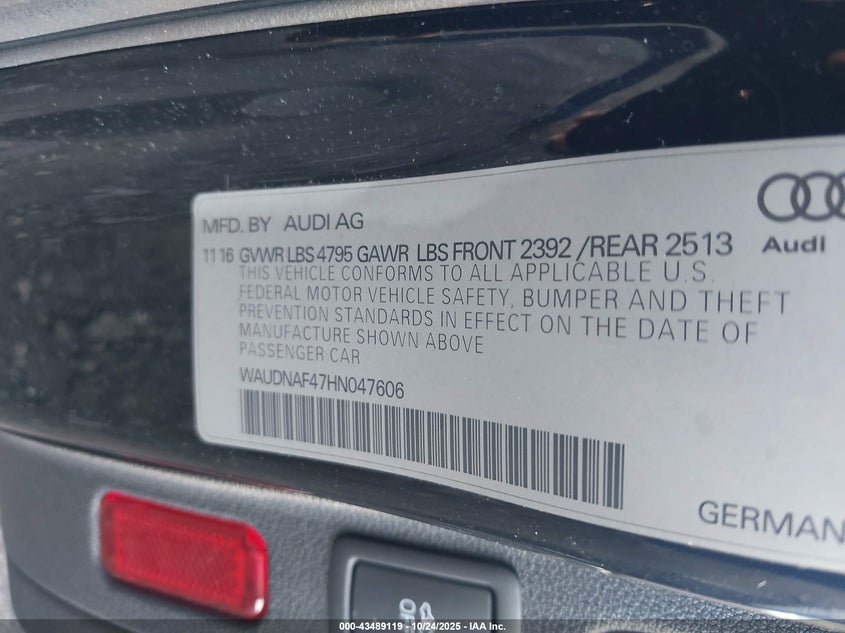 MFD. BY AUDI AG
Audi
11 16 GVWR LBS 4795 GAWR LBS FRONT 2392 /REAR 2513
THIS VEHICLE CONFORMS TO ALL APPLICABLE U.S.
FEDERAL MOTOR VEHICLE SAFETY, BUMPER AND THEFT
PREVENTION STANDARDS IN EFFECT ON THE DATE OF
MANUFACTURE SHOWN ABOVE
PASSENGER CAR
WAUDNAF47HN047606
GERMAN
000-43489119 - 10/24/2025 - IAA Inc.